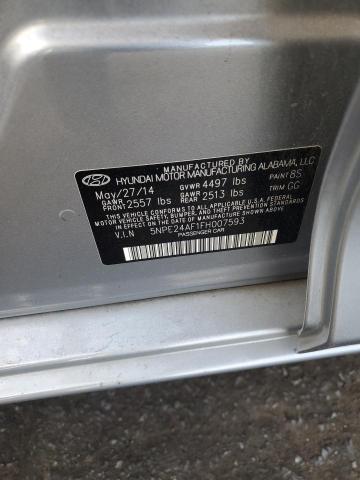 MANUFACTURED BY
HYUNDAI MOTOR MANUFACTURING ALABAMA, LLC
May/27/14 GVWR 4497 lbs PAINT 8S
GAWR FRONT 2557 lbs GAWR REAR 2513 lbs TRIM GG
THIS VEHICLE CONFORMS TO ALL APPLICABLE U.S.A. FEDERAL
MOTOR VEHICLE SAFETY, BUMPER, AND THEFT PREVENTION STANDARDS
IN EFFECT ON THE DATE OF MANUFACTURE SHOWN ABOVE.
V.I.N 5NPE24AF1FH007593
PASSENGER CAR